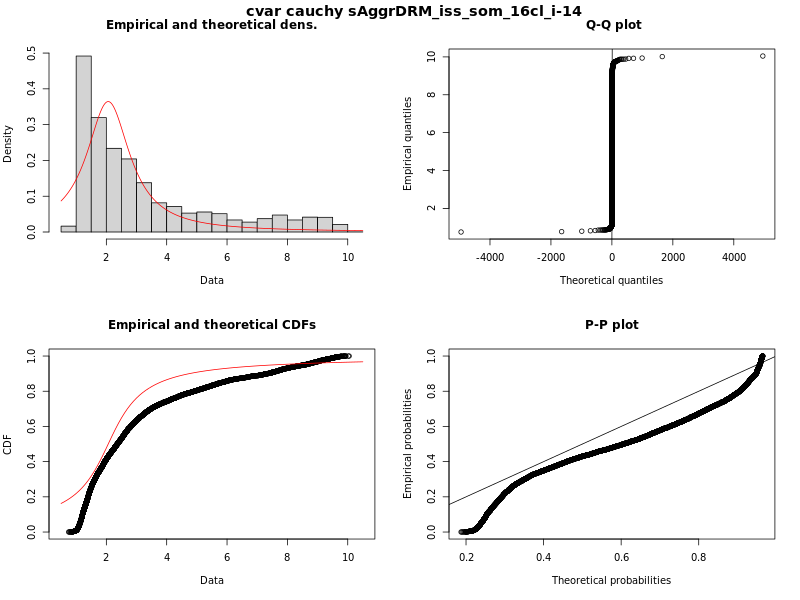 cvar cauchy sAggrDRM_iss_som_16cl_i-14
Empirical and theoretical dens.
Density
0.0 0.1 0.2 0.3 0.4 0.5
2 4 6 8 10
Data
Q-Q plot
Empirical quantiles
2 4 6 8 10
-4000 -2000 0 2000 4000
Theoretical quantiles
Empirical and theoretical CDFs
CDF
0.0 0.2 0.4 0.6 0.8 1.0
2 4 6 8 10
Data
P-P plot
Empirical probabilities
0.0 0.2 0.4 0.6 0.8 1.0
0.2 0.4 0.6 0.8
Theoretical probabilities